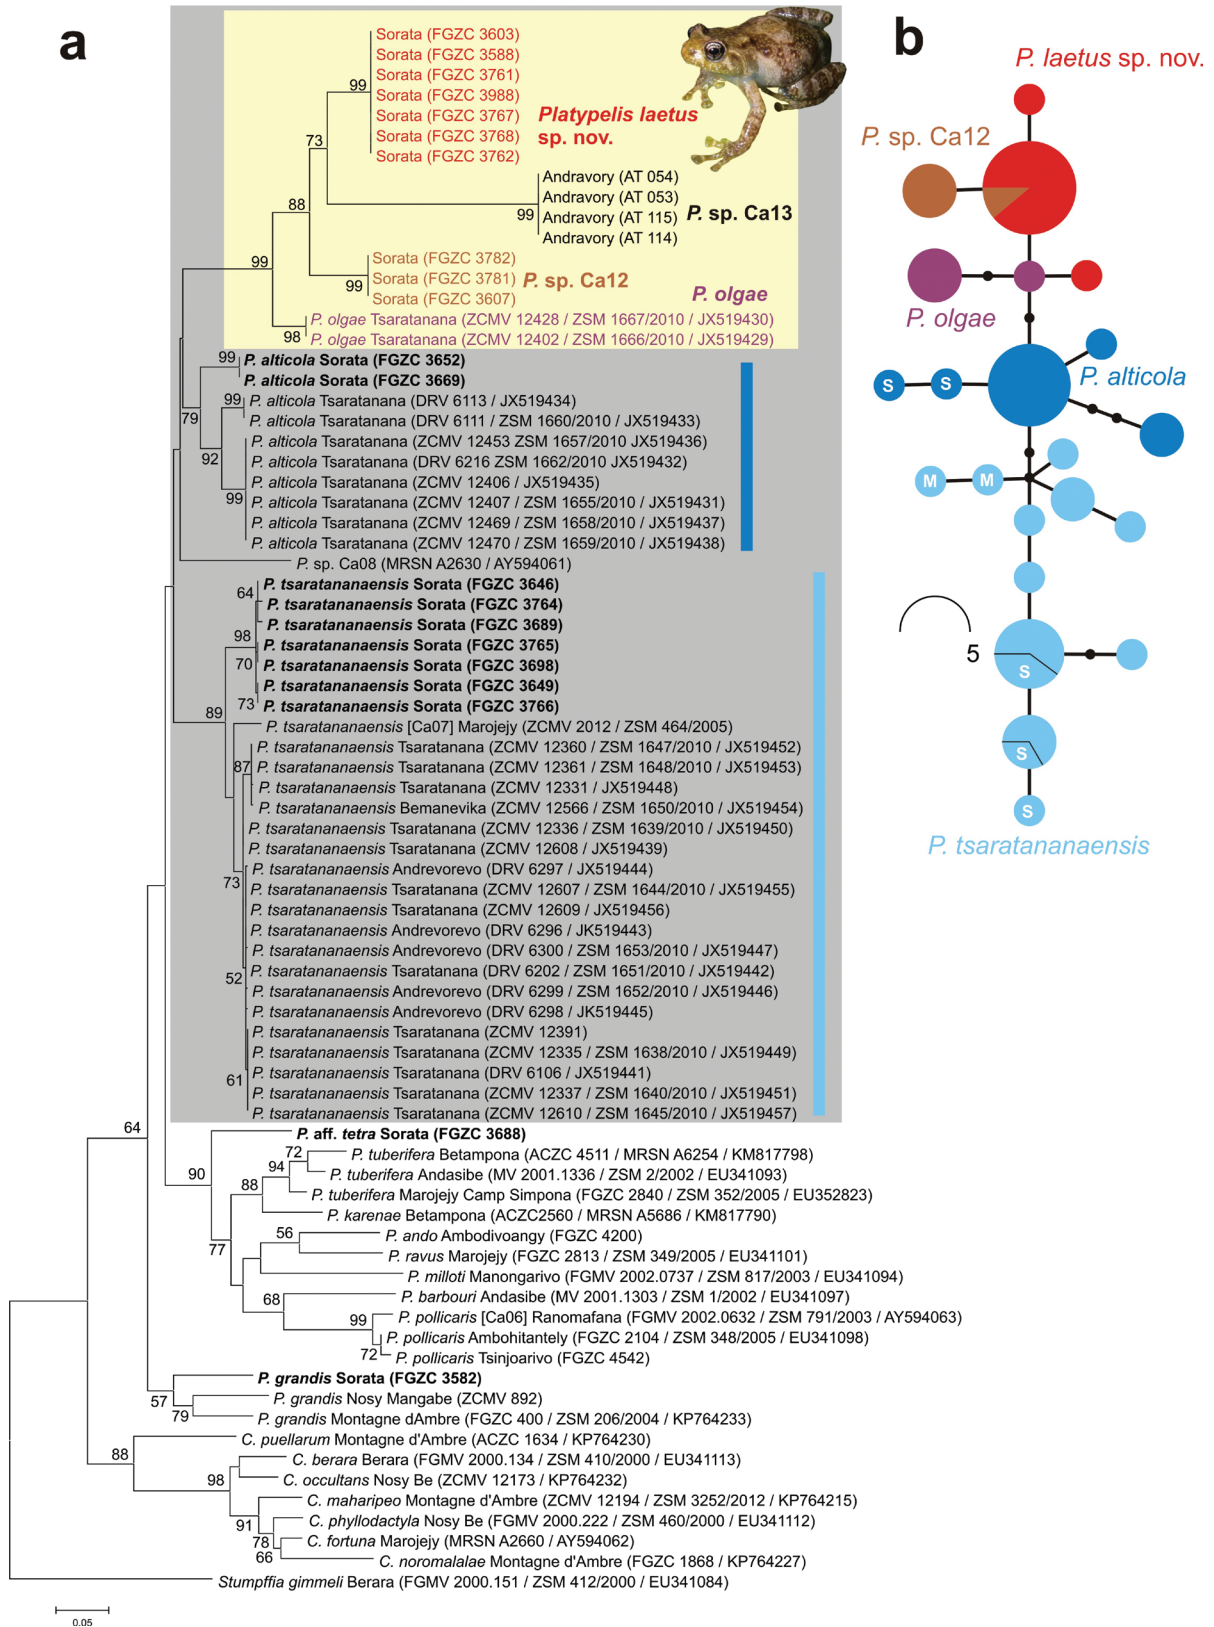 a
Sorata (FGZC 3603)
Sorata (FGZC 3588)
Sorata (FGZC 3761)
Sorata (FGZC 3988)
Sorata (FGZC 3767)
Sorata (FGZC 3768)
Sorata (FGZC 3762)
99
Platypelis laetus
sp. nov.
73
Andravory (AT 054)
Andravory (AT 053)
Andravory (AT 115)
Andravory (AT 114)
99
P. sp. Ca13
88
Sorata (FGZC 3782)
Sorata (FGZC 3781)
Sorata (FGZC 3607)
99
P. sp. Ca12
99
P. olgae
P. olgae Tsaratanana (ZCMV 12428 / ZSM 1667/2010 / JX519430)
P. olgae Tsaratanana (ZCMV 12402 / ZSM 1666/2010 / JX519429)
98
99
P. alticola Sorata (FGZC 3652)
P. alticola Sorata (FGZC 3669)
79
99
P. alticola Tsaratanana (DRV 6113 / JX519434)
P. alticola Tsaratanana (DRV 6111 / ZSM 1660/2010 / JX519433)
92
P. alticola Tsaratanana (ZCMV 12453 ZSM 1657/2010 JX519436)
P. alticola Tsaratanana (DRV 6216 ZSM 1662/2010 JX519432)
P. alticola Tsaratanana (ZCMV 12406 / JX519435)
99
P. alticola Tsaratanana (ZCMV 12407 / ZSM 1655/2010 / JX519431)
P. alticola Tsaratanana (ZCMV 12469 / ZSM 1658/2010 / JX519437)
P. alticola Tsaratanana (ZCMV 12470 / ZSM 1659/2010 / JX519438)
P. sp. Ca08 (MRSN A2630 / AY594061)
64
P. tsaratananaensis Sorata (FGZC 3646)
P. tsaratananaensis Sorata (FGZC 3764)
P. tsaratananaensis Sorata (FGZC 3689)
98
P. tsaratananaensis Sorata (FGZC 3765)
70
P. tsaratananaensis Sorata (FGZC 3698)
P. tsaratananaensis Sorata (FGZC 3649)
73
P. tsaratananaensis Sorata (FGZC 3766)
89
P. tsaratananaensis [Ca07] Marojejy (ZCMV 2012 / ZSM 464/2005)
P. tsaratananaensis Tsaratanana (ZCMV 12360 / ZSM 1647/2010 / JX519452)
87
P. tsaratananaensis Tsaratanana (ZCMV 12361 / ZSM 1648/2010 / JX519453)
P. tsaratananaensis Tsaratanana (ZCMV 12331 / JX519448)
P. tsaratananaensis Bemanevika (ZCMV 12566 / ZSM 1650/2010 / JX519454)
P. tsaratananaensis Tsaratanana (ZCMV 12336 / ZSM 1639/2010 / JX519450)
P. tsaratananaensis Tsaratanana (ZCMV 12608 / JX519439)
73
P. tsaratananaensis Andrevorevo (DRV 6297 / JX519444)
P. tsaratananaensis Tsaratanana (ZCMV 12607 / ZSM 1644/2010 / JX519455)
P. tsaratananaensis Tsaratanana (ZCMV 12609 / JX519456)
P. tsaratananaensis Andrevorevo (DRV 6296 / JK519443)
P. tsaratananaensis Andrevorevo (DRV 6300 / ZSM 1653/2010 / JX519447)
52
P. tsaratananaensis Tsaratanana (DRV 6202 / ZSM 1651/2010 / JX519442)
P. tsaratananaensis Andrevorevo (DRV 6299 / ZSM 1652/2010 / JX519446)
P. tsaratananaensis Andrevorevo (DRV 6298 / JK519445)
P. tsaratananaensis Tsaratanana (ZCMV 12391)
P. tsaratananaensis Tsaratanana (ZCMV 12335 / ZSM 1638/2010 / JX519449)
61
P. tsaratananaensis Tsaratanana (DRV 6106 / JX519441)
P. tsaratananaensis Tsaratanana (ZCMV 12337 / ZSM 1640/2010 / JX519451)
P. tsaratananaensis Tsaratanana (ZCMV 12610 / ZSM 1645/2010 / JX519457)
64
P. aff. tetra Sorata (FGZC 3688)
90
72
P. tuberifera Betampona (ACZC 4511 / MRSN A6254 / KM817798)
94
P. tuberifera Andasibe (MV 2001.1336 / ZSM 2/2002 / EU341093)
88
P. tuberifera Marojejy Camp Simpona (FGZC 2840 / ZSM 352/2005 / EU352823)
P. karenae Betampona (ACZC2560 / MRSN A5686 / KM817790)
77
56
P. ando Ambodivoangy (FGZC 4200)
P. ravus Marojejy (FGZC 2813 / ZSM 349/2005 / EU341101)
P. milloti Manongarivo (FGMV 2002.0737 / ZSM 817/2003 / EU341094)
68
P. barbouri Andasibe (MV 2001.1303 / ZSM 1/2002 / EU341097)
99
P. pollicaris [Ca06] Ranomafana (FGMV 2002.0632 / ZSM 791/2003 / AY594063)
P. pollicaris Ambohitantely (FGZC 2104 / ZSM 348/2005 / EU341098)
72
P. pollicaris Tsinjoarivo (FGZC 4542)
P. grandis Sorata (FGZC 3582)
57
P. grandis Nosy Mangabe (ZCMV 892)
79
P. grandis Montagne dAmbre (FGZC 400 / ZSM 206/2004 / KP764233)
C. puellarum Montagne d'Ambre (ACZC 1634 / KP764230)
88
C. berara Berara (FGMV 2000.134 / ZSM 410/2000 / EU341113)
98
C. occultans Nosy Be (ZCMV 12173 / KP764232)
C. maharipeo Montagne d'Ambre (ZCMV 12194 / ZSM 3252/2012 / KP764215)
91
C. phyllodactyla Nosy Be (FGMV 2000.222 / ZSM 460/2000 / EU341112)
78
C. fortuna Marojejy (MRSN A2660 / AY594062)
66
C. noromalalae Montagne d'Ambre (FGZC 1868 / KP764227)
Stumpffia gimmeli Berara (FGMV 2000.151 / ZSM 412/2000 / EU341084)
0.05
b
P. laetus sp. nov.
P. sp. Ca12
P. olgae
P. alticola
S S
M M
5
S
S
S
P. tsaratananaensis